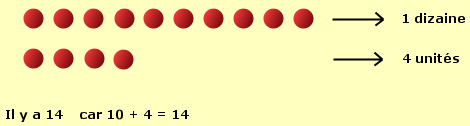 1 dizaine
4 unités
Il y a 14 car 10 + 4 = 14